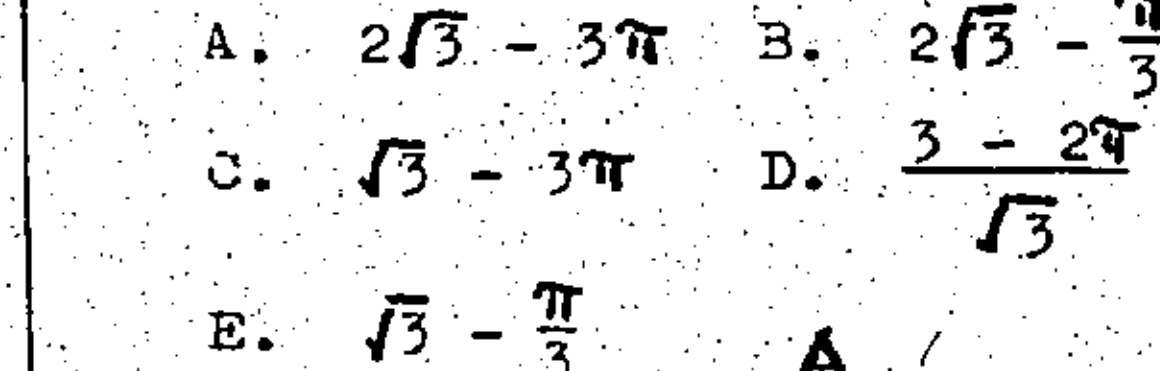 A. 2√3 - 3π B. 2√3 - π/3
C. √3 - 3π D. (3 - 2π)/√3
E. √3 - π/3
A